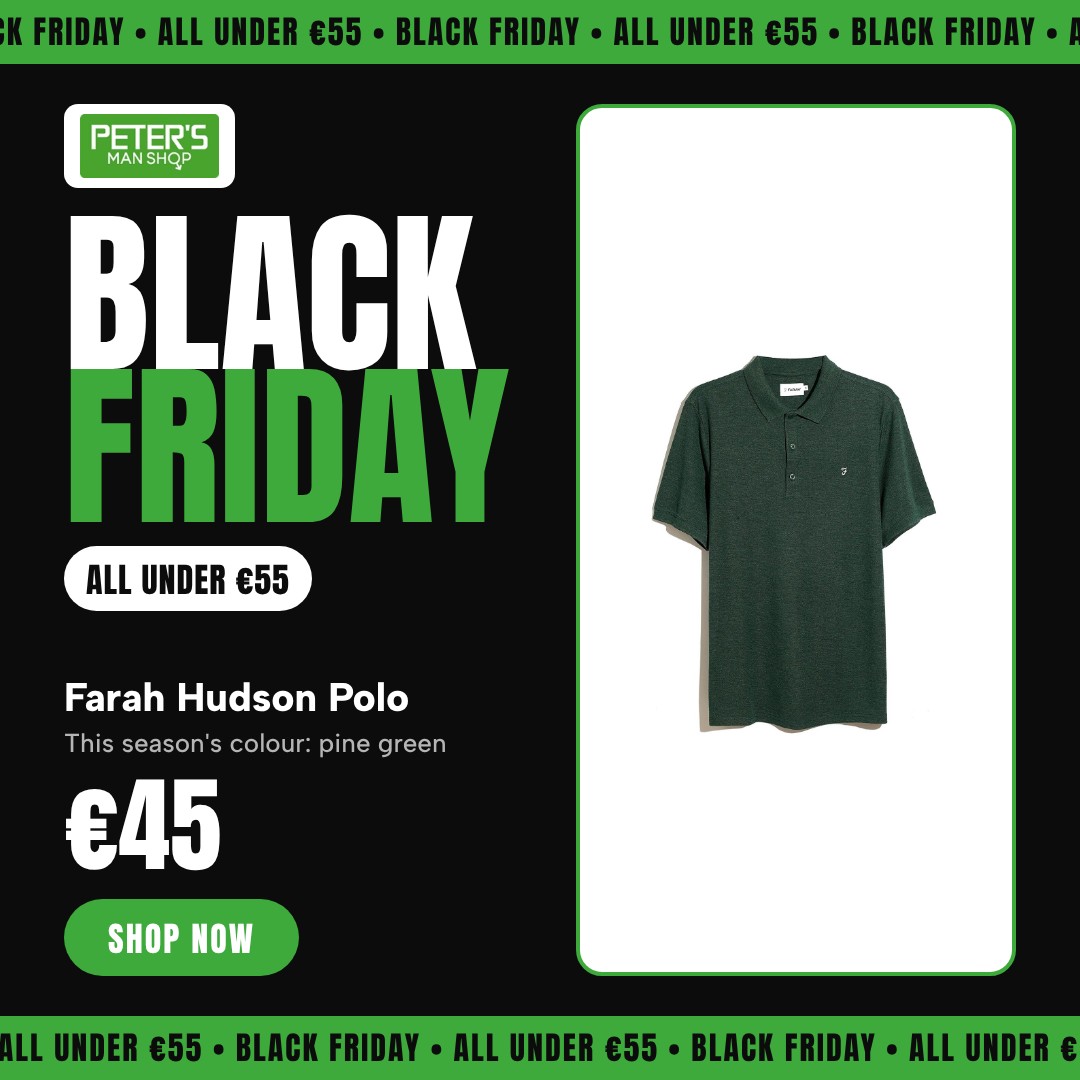 CK FRIDAY • ALL UNDER €55 • BLACK FRIDAY • ALL UNDER €55 • BLACK FRIDAY • A
PETER'S
MAN SHOP
BLACK
FRIDAY
ALL UNDER €55
Farah Hudson Polo
This season's colour: pine green
€45
SHOP NOW
Farah
F
ALL UNDER €55 • BLACK FRIDAY • ALL UNDER €55 • BLACK FRIDAY • ALL UNDER €